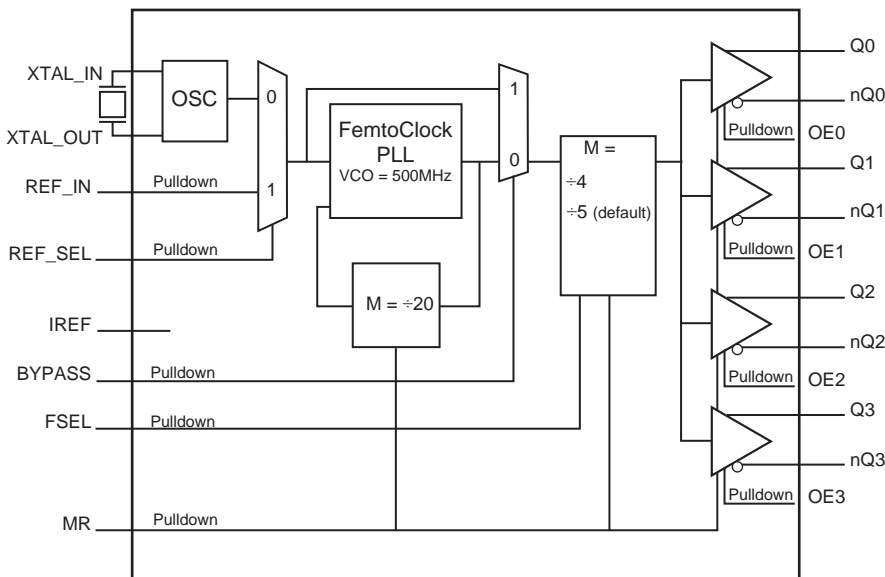 XTAL_IN
XTAL_OUT
OSC
0
1
REF_IN
Pulldown
REF_SEL
Pulldown
IREF
BYPASS
Pulldown
FSEL
Pulldown
MR
Pulldown
FemtoClock
PLL
VCO = 500MHz
M = ÷20
1
0
M =
÷4
÷5 (default)
Q0
nQ0
Pulldown
OE0
Q1
nQ1
Pulldown
OE1
Q2
nQ2
Pulldown
OE2
Q3
nQ3
Pulldown
OE3